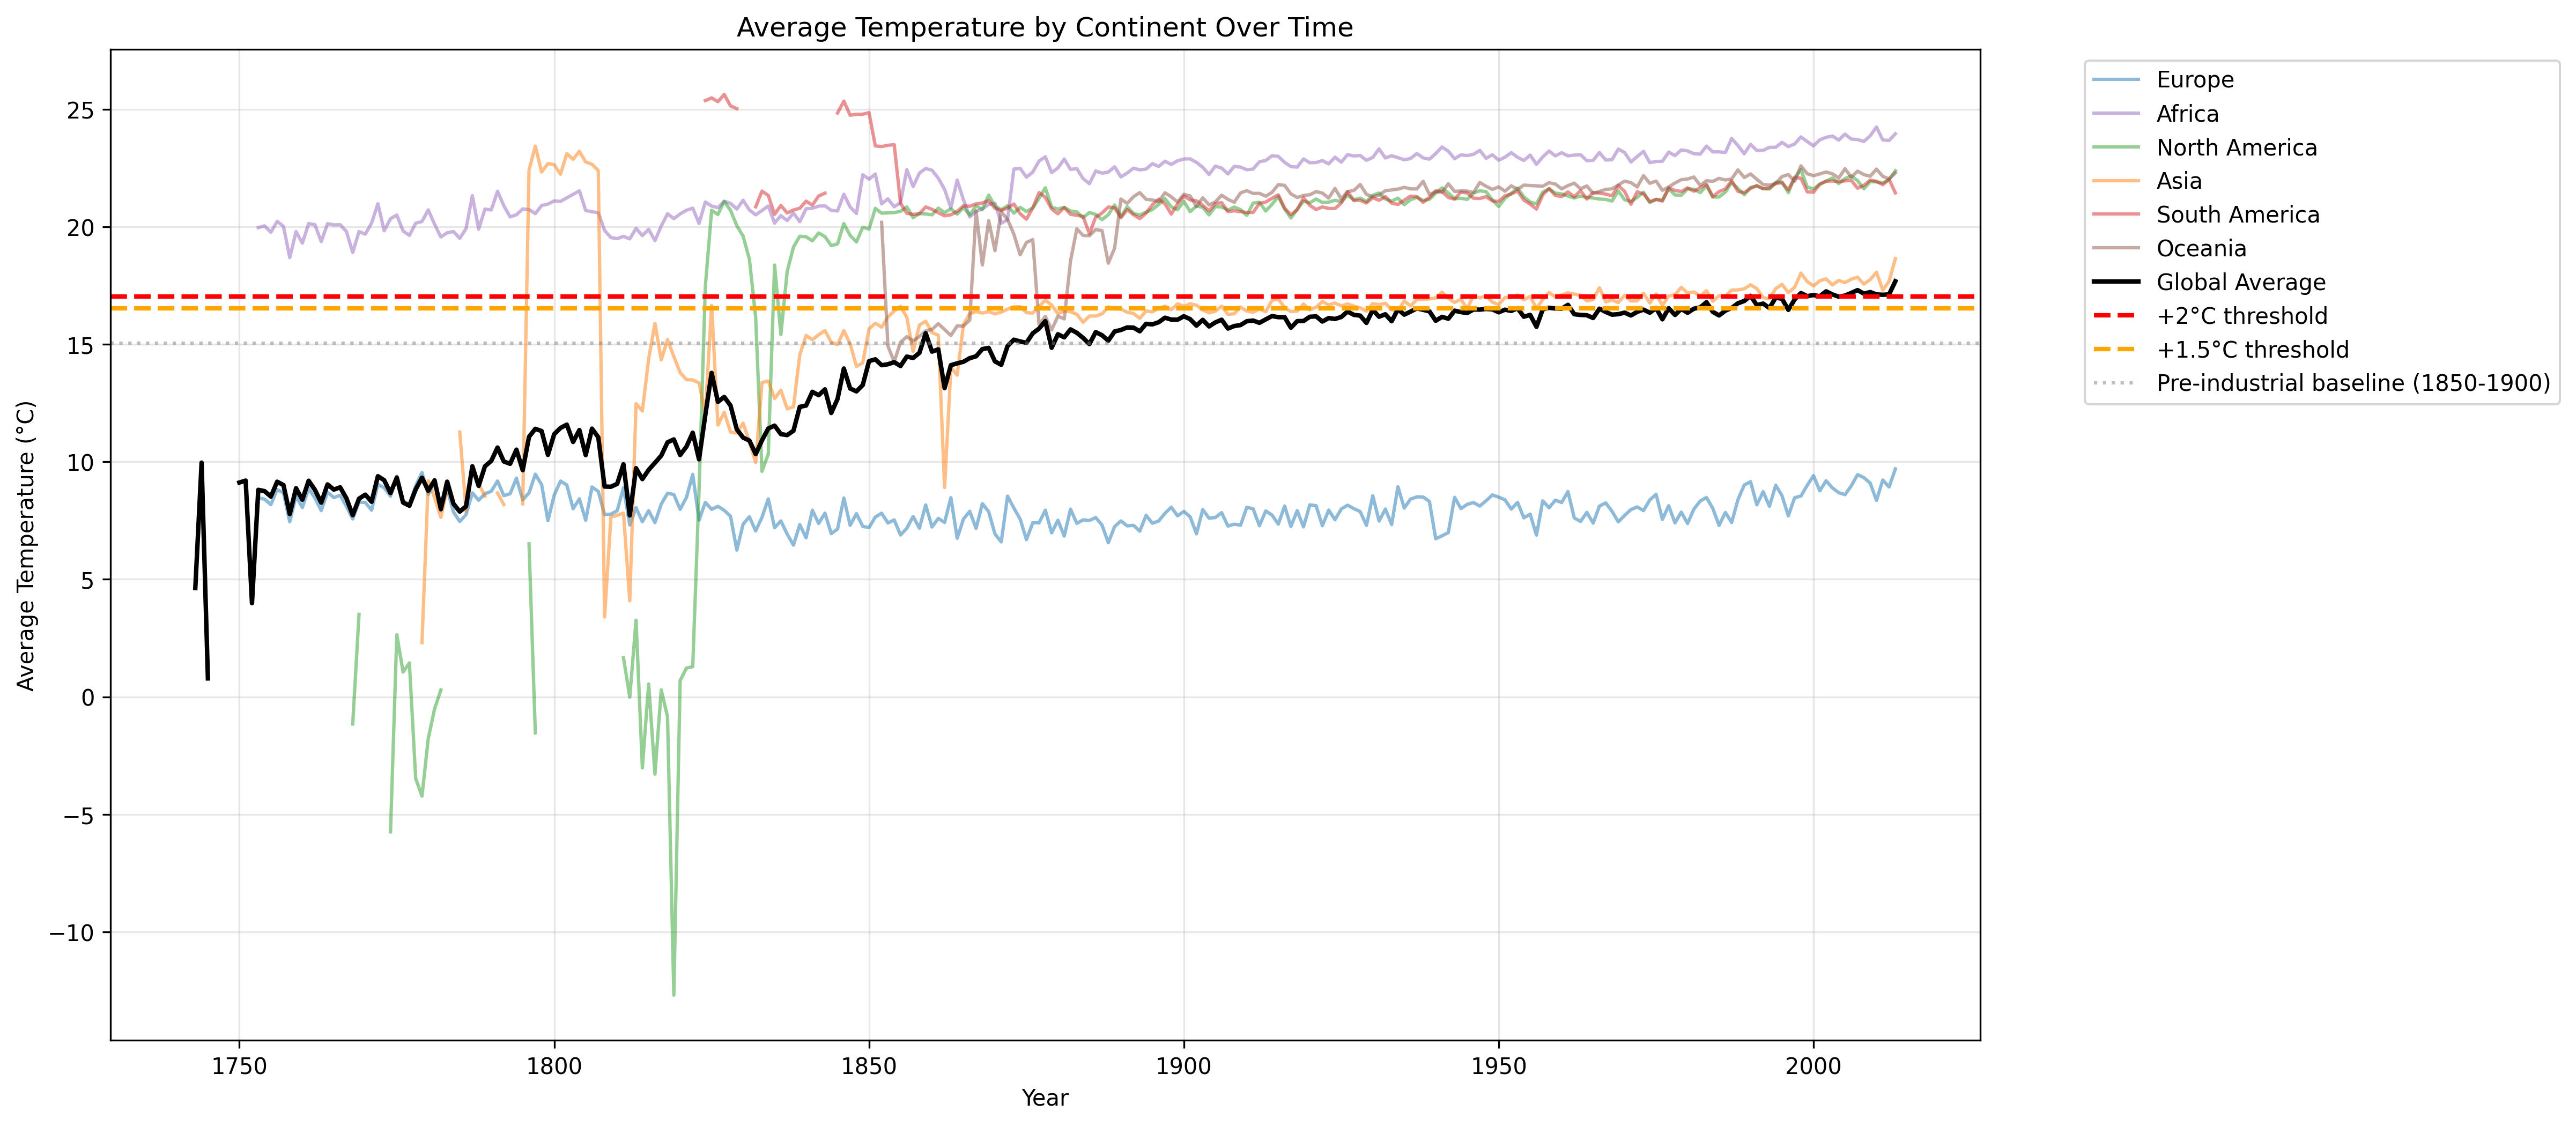 Average Temperature by Continent Over Time
Average Temperature (°C)
25
20
15
10
5
0
−5
−10
1750
1800
1850
1900
1950
2000
Year
Europe
Africa
North America
Asia
South America
Oceania
Global Average
+2°C threshold
+1.5°C threshold
Pre-industrial baseline (1850-1900)